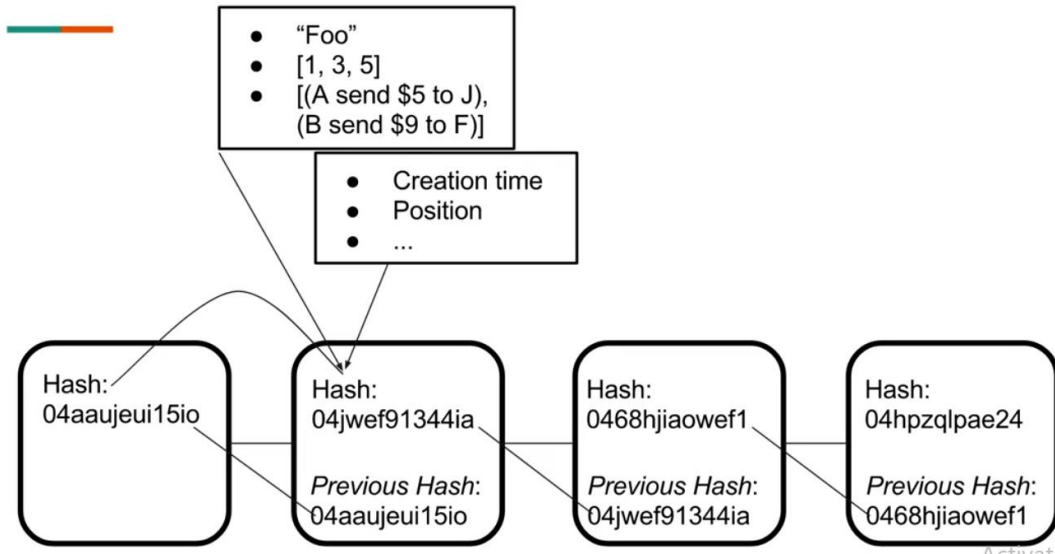 ● “Foo”
● [1, 3, 5]
● [(A send $5 to J),
(B send $9 to F)]
● Creation time
● Position
● ...
Hash:
04aaujeui15io
Hash:
04jwef91344ia
Previous Hash:
04aaujeui15io
Hash:
0468hjiaowef1
Previous Hash:
04jwef91344ia
Hash:
04hpzqlpae24
Previous Hash:
0468hjiaowef1